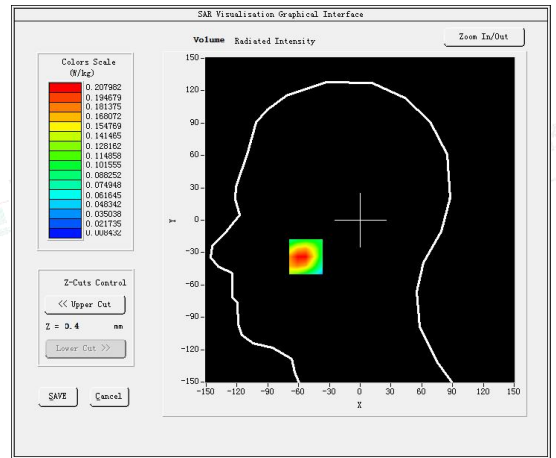 SAR Visualisation Graphical Interface
Volume Radiated Intensity
Zoom In/Out
Colors Scale
(W/kg)
0.207982
0.194679
0.181375
0.168072
0.154769
0.141465
0.128162
0.114858
0.101555
0.088252
0.074948
0.061645
0.048342
0.035038
0.021735
0.008432
Z-Cuts Control
<< Upper Cut
Z = 0.4 mm
Lower Cut >>
SAVE Cancel
150
120
90
60
30
0
-30
-60
-90
-120
-150
Y
-150 -120 -90 -60 -30 0 30 60 90 120 150
X